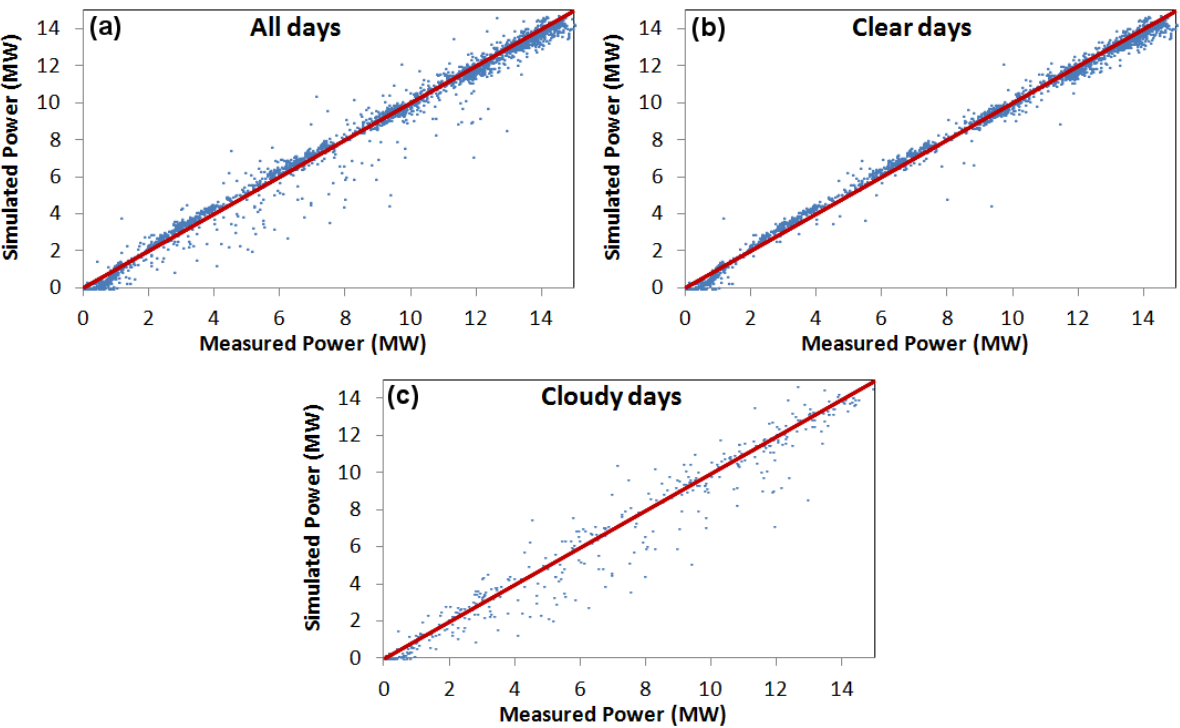 (a) All days
Simulated Power (MW)
14
12
10
8
6
4
2
0
0 2 4 6 8 10 12 14
Measured Power (MW)
(b) Clear days
Simulated Power (MW)
14
12
10
8
6
4
2
0
0 2 4 6 8 10 12 14
Measured Power (MW)
(c) Cloudy days
Simulated Power (MW)
14
12
10
8
6
4
2
0
0 2 4 6 8 10 12 14
Measured Power (MW)